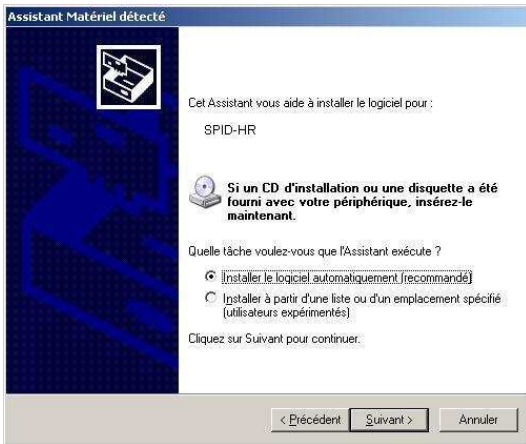 Assistant Matériel détecté
Cet Assistant vous aide à installer le logiciel pour :
SPID-HR
Si un CD d'installation ou une disquette a été
fourni avec votre périphérique, insérez-le
maintenant.
Quelle tâche voulez-vous que l'Assistant exécute ?
Installer le logiciel automatiquement (recommandé)
Installer à partir d'une liste ou d'un emplacement spécifié
(utilisateurs expérimentés)
Cliquez sur Suivant pour continuer.
< Précédent Suivant > Annuler